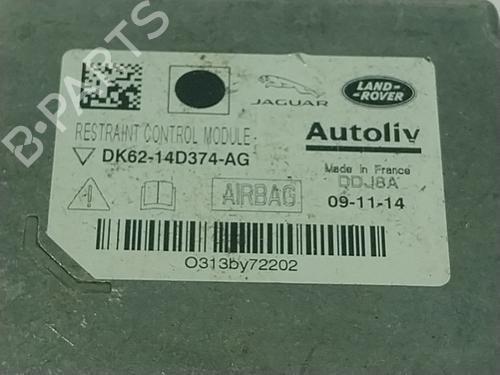 B-PARTS
JAGUAR
LAND-
ROVER
RESTRAINT CONTROL MODULE
Autoliv
DK62-14D374-AG
Made in France
DDJ8A
AIRBAG
09-11-14
O313by72202